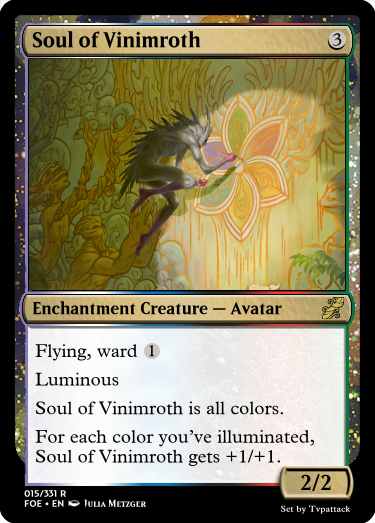 Soul of Vinimroth 3
Enchantment Creature — Avatar
Flying, ward 1
Luminous
Soul of Vinimroth is all colors.
For each color you've illuminated,
Soul of Vinimroth gets +1/+1.
2/2
015/331 R
FOE • EN Julia Metzger
Set by Tvpattack